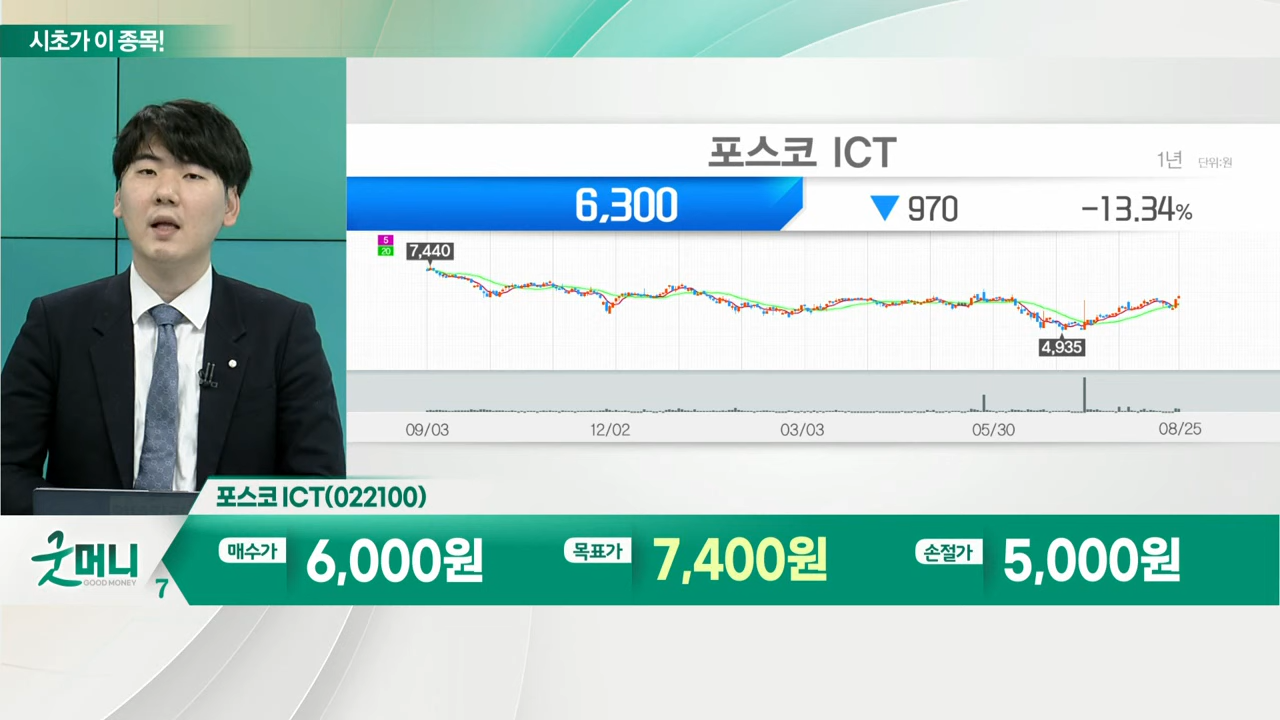 시초가 이 종목!
포스코 ICT
1년 단위:원
6,300 ▼ 970 -13.34%
5
20
7,440
4,935
09/03 12/02 03/03 05/30 08/25
포스코 ICT(022100)
굿머니
GOOD MONEY
7
매수가 6,000원 목표가 7,400원 손절가 5,000원